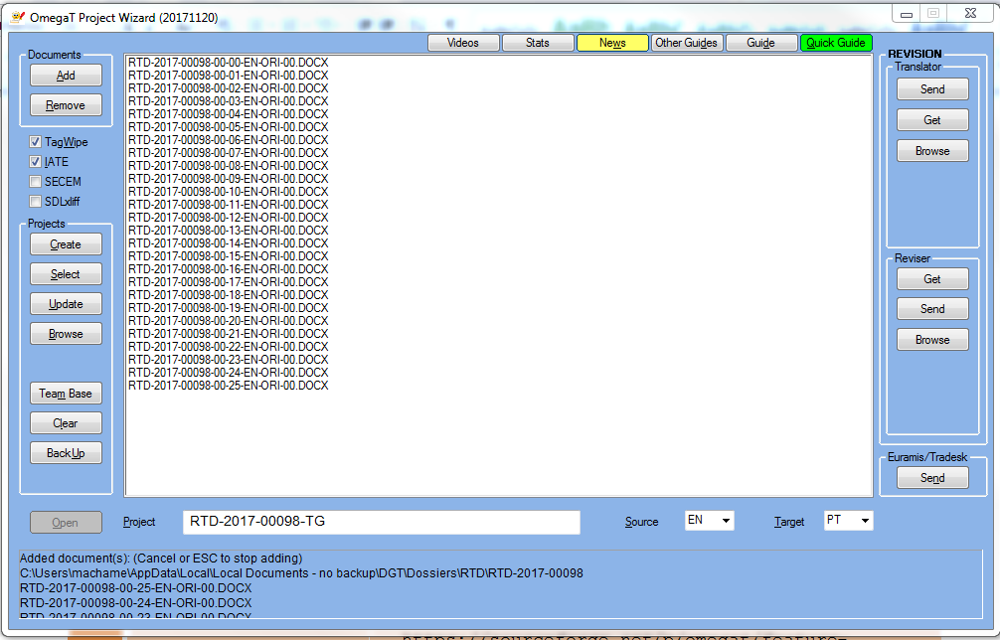 OmegaT Project Wizard (20171120)
Videos Stats News Other Guides Guide Quick Guide
Documents
Add
Remove
TagWipe
IATE
SECEM
SDLxliff
Projects
Create
Select
Update
Browse
Team Base
Clear
BackUp
RTD-2017-00098-00-00-EN-ORI-00.DOCX
RTD-2017-00098-00-01-EN-ORI-00.DOCX
RTD-2017-00098-00-02-EN-ORI-00.DOCX
RTD-2017-00098-00-03-EN-ORI-00.DOCX
RTD-2017-00098-00-04-EN-ORI-00.DOCX
RTD-2017-00098-00-05-EN-ORI-00.DOCX
RTD-2017-00098-00-06-EN-ORI-00.DOCX
RTD-2017-00098-00-07-EN-ORI-00.DOCX
RTD-2017-00098-00-08-EN-ORI-00.DOCX
RTD-2017-00098-00-09-EN-ORI-00.DOCX
RTD-2017-00098-00-10-EN-ORI-00.DOCX
RTD-2017-00098-00-11-EN-ORI-00.DOCX
RTD-2017-00098-00-12-EN-ORI-00.DOCX
RTD-2017-00098-00-13-EN-ORI-00.DOCX
RTD-2017-00098-00-14-EN-ORI-00.DOCX
RTD-2017-00098-00-15-EN-ORI-00.DOCX
RTD-2017-00098-00-16-EN-ORI-00.DOCX
RTD-2017-00098-00-17-EN-ORI-00.DOCX
RTD-2017-00098-00-18-EN-ORI-00.DOCX
RTD-2017-00098-00-19-EN-ORI-00.DOCX
RTD-2017-00098-00-20-EN-ORI-00.DOCX
RTD-2017-00098-00-21-EN-ORI-00.DOCX
RTD-2017-00098-00-22-EN-ORI-00.DOCX
RTD-2017-00098-00-23-EN-ORI-00.DOCX
RTD-2017-00098-00-24-EN-ORI-00.DOCX
RTD-2017-00098-00-25-EN-ORI-00.DOCX
REVISION
Translator
Send
Get
Browse
Reviser
Get
Send
Browse
Euramis/Tradesk
Send
Open Project RTD-2017-00098-TG Source EN Target PT
Added document(s): (Cancel or ESC to stop adding)
C:\Users\machame\AppData\Local\Local Documents - no backup\DGT\Dossiers\RTD\RTD-2017-00098
RTD-2017-00098-00-25-EN-ORI-00.DOCX
RTD-2017-00098-00-24-EN-ORI-00.DOCX
RTD-2017-00098-00-23-EN-ORI-00.DOCX